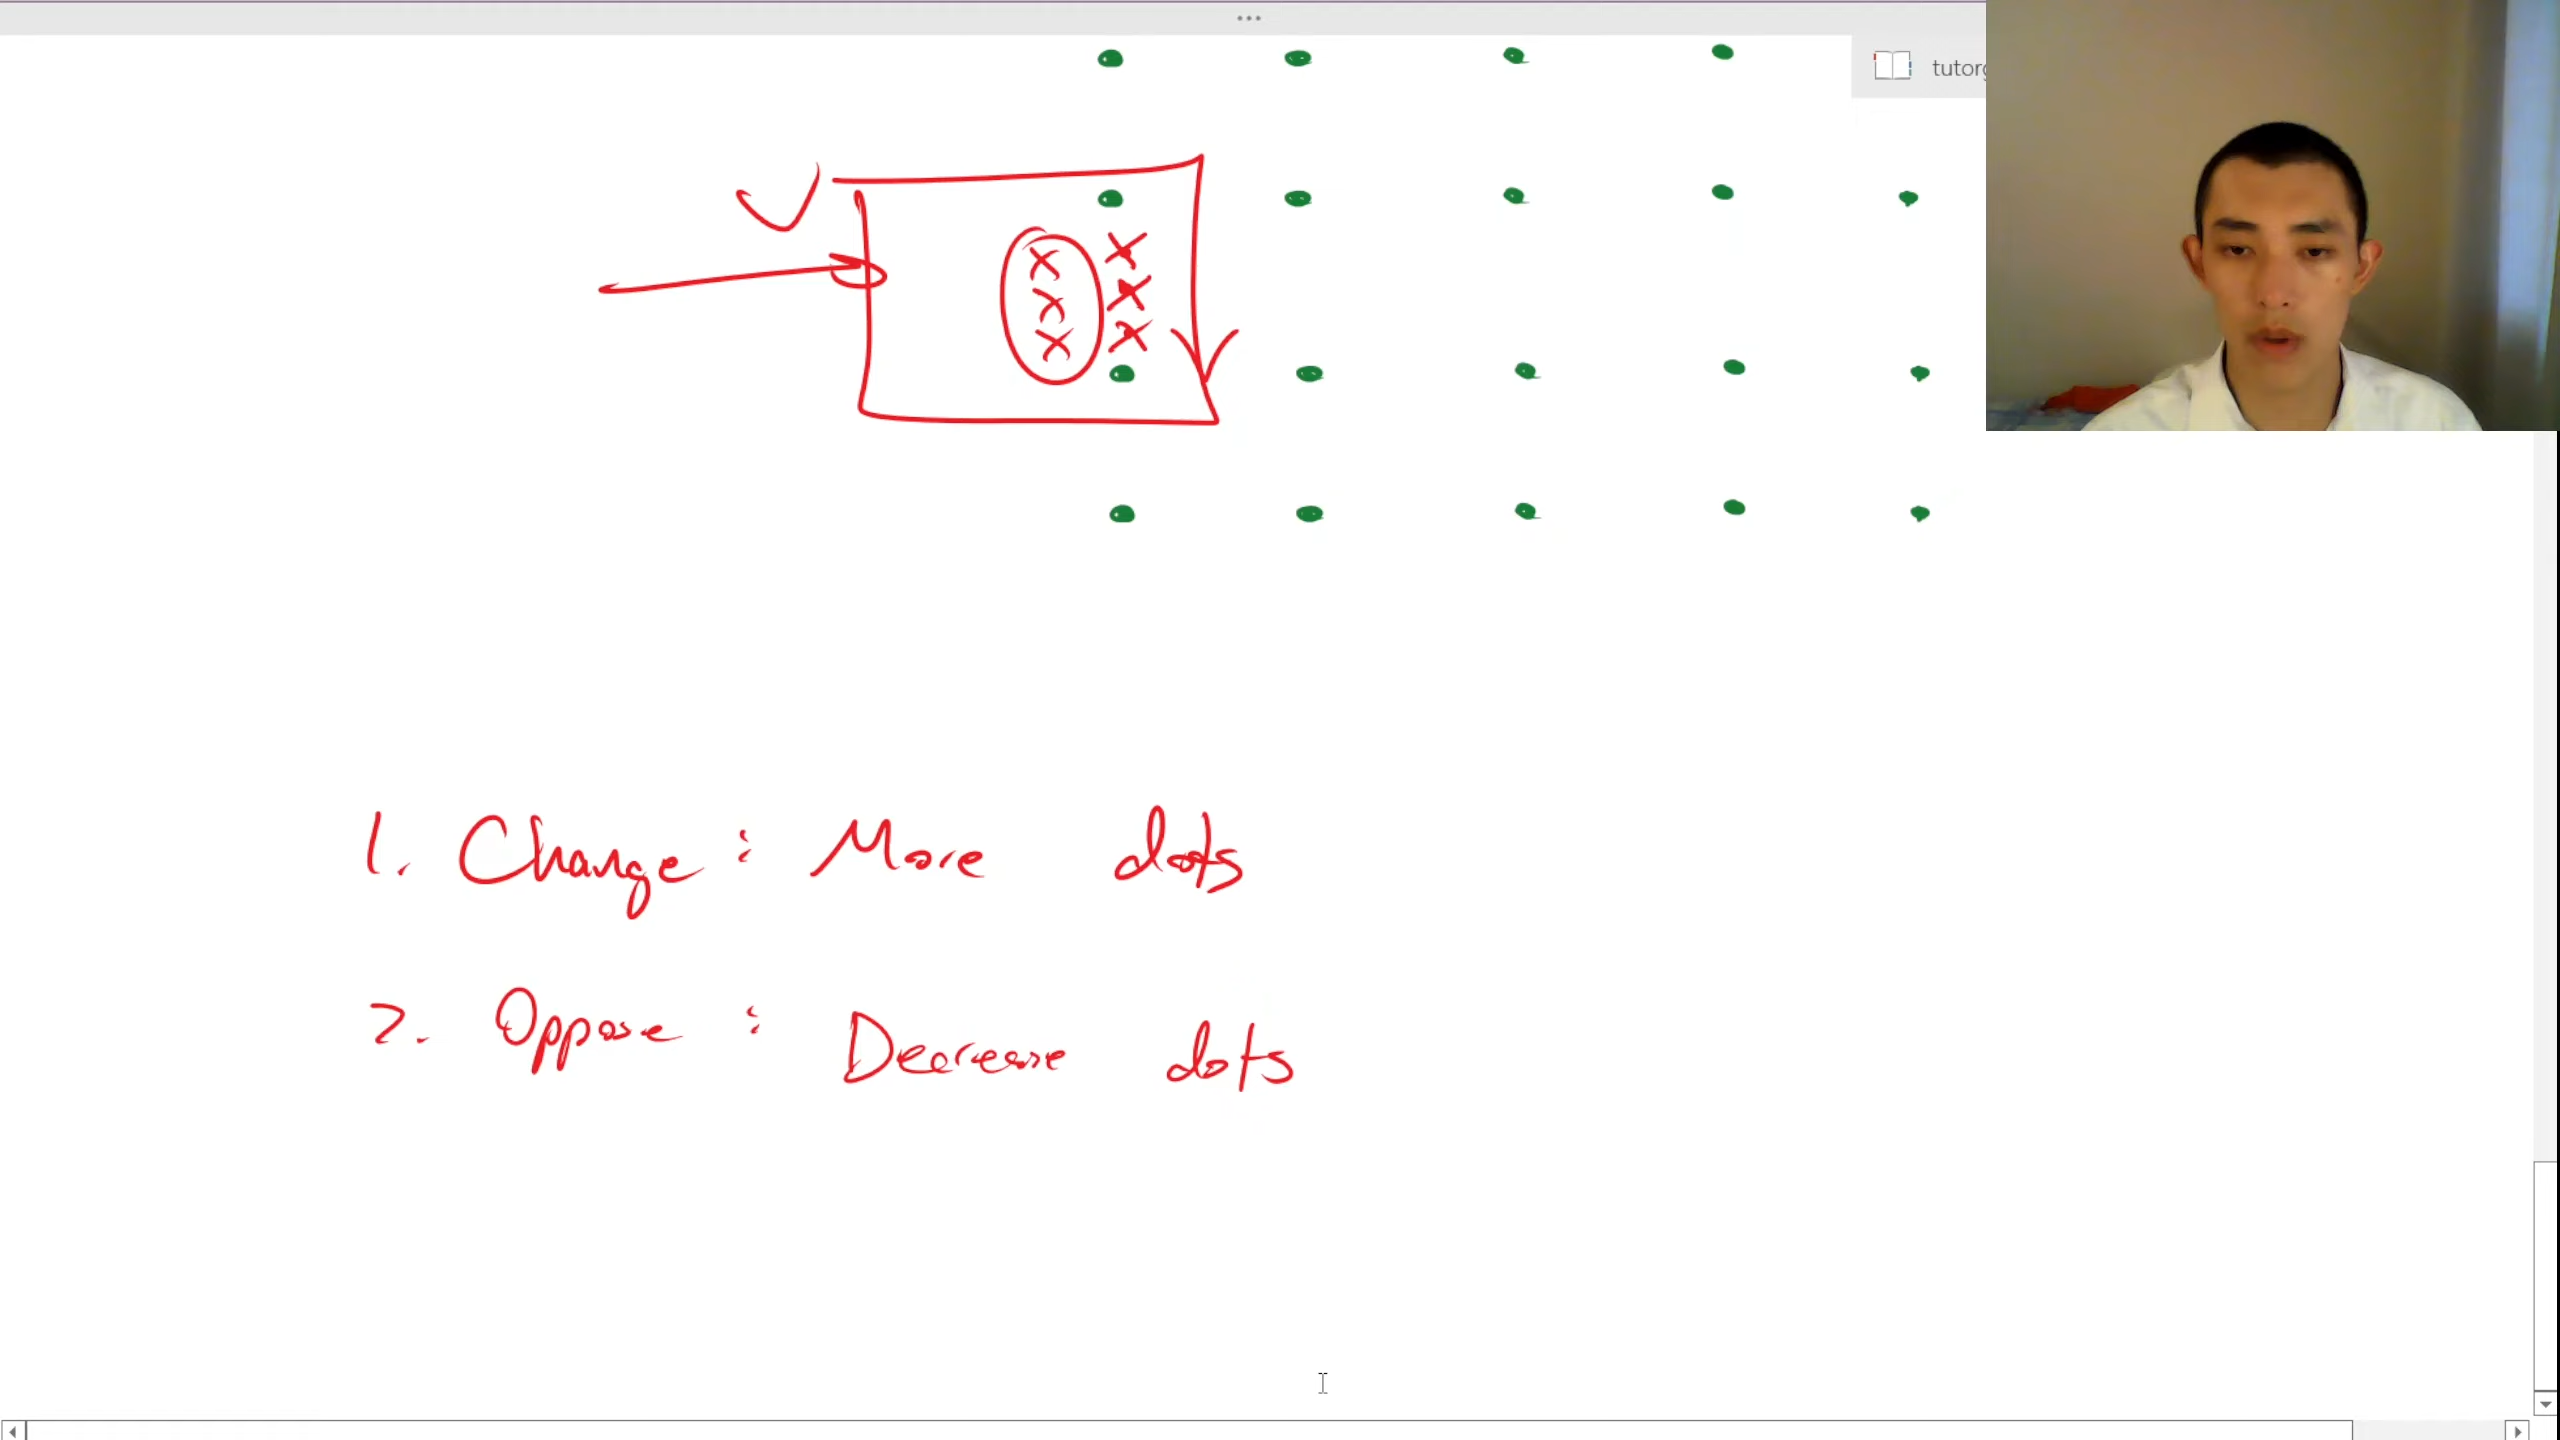 tutor
1. Change : More dots
2. Oppose : Decrease dots